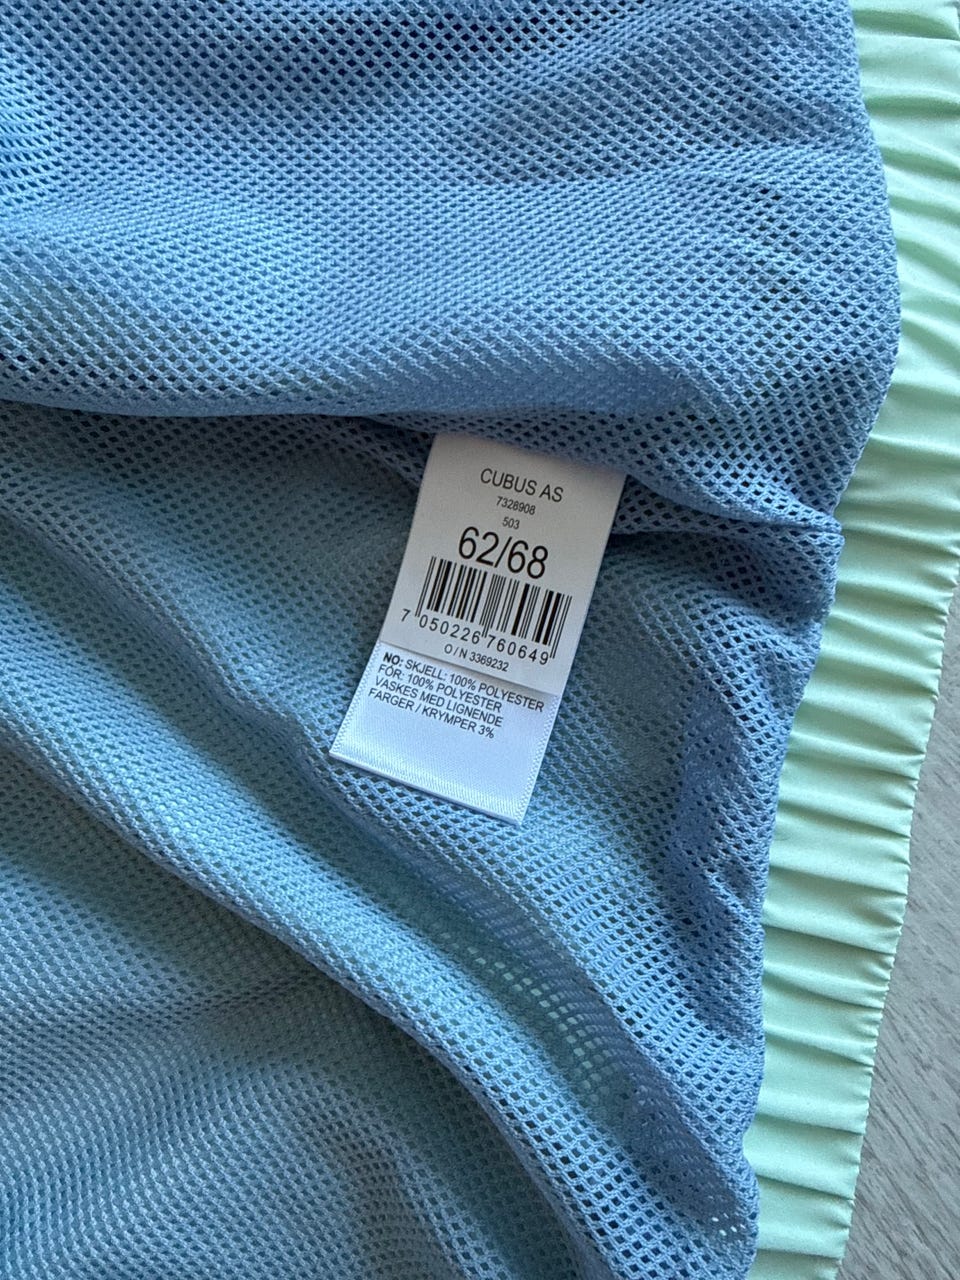 CUBUS AS
7328908
503
62/68
7 050226 760649
O/N 3369232
NO: SKJELL: 100% POLYESTER
FÔR: 100% POLYESTER
VASKES MED LIGNENDE
FARGER / KRYMPER 3%